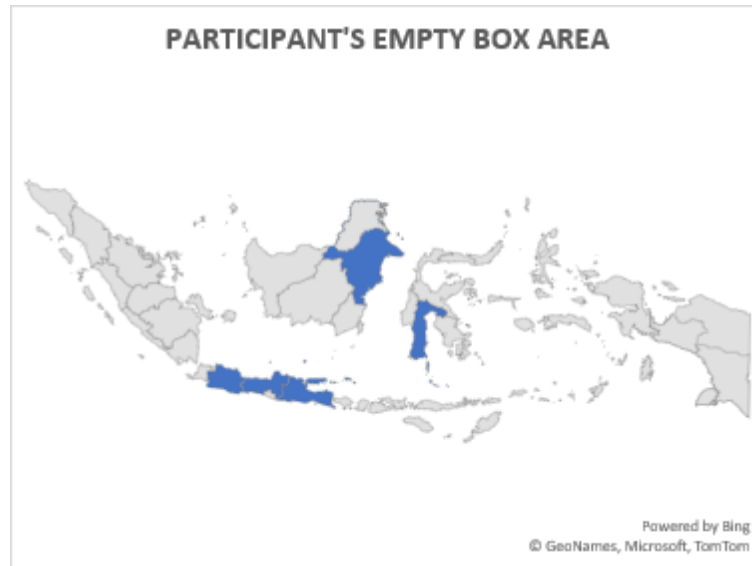 PARTICIPANT'S EMPTY BOX AREA
Powered by Bing
© GeoNames, Microsoft, TomTom